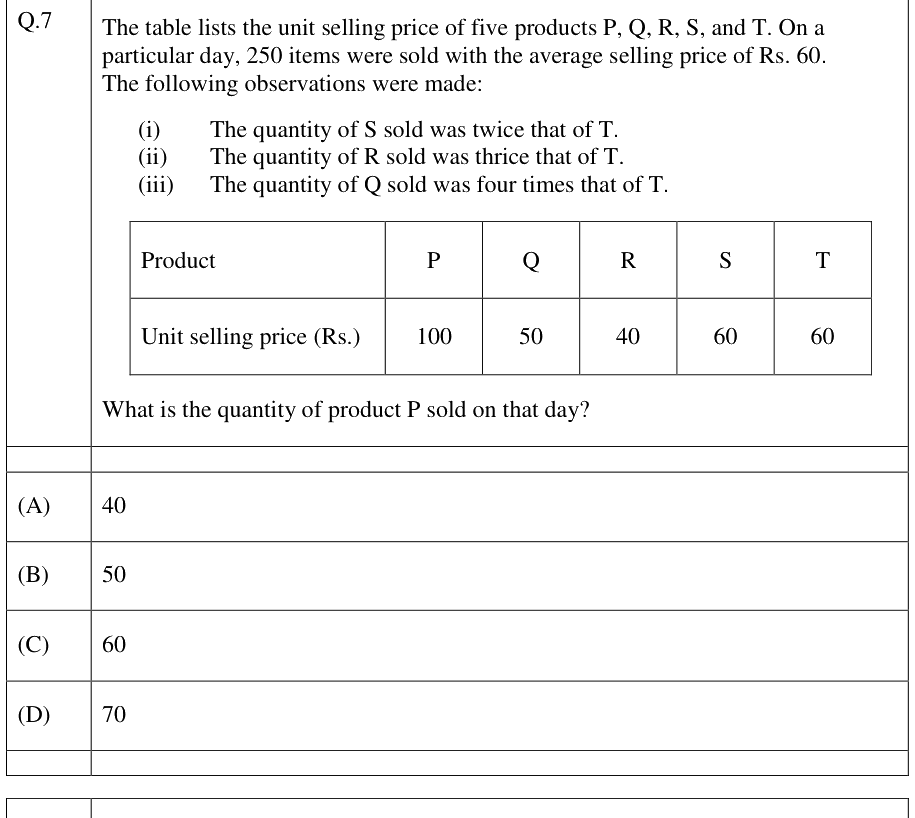 Q.7
The table lists the unit selling price of five products P, Q, R, S, and T. On a
particular day, 250 items were sold with the average selling price of Rs. 60.
The following observations were made:
(i) The quantity of S sold was twice that of T.
(ii) The quantity of R sold was thrice that of T.
(iii) The quantity of Q sold was four times that of T.
Product P Q R S T
Unit selling price (Rs.) 100 50 40 60 60
What is the quantity of product P sold on that day?
(A) 40
(B) 50
(C) 60
(D) 70